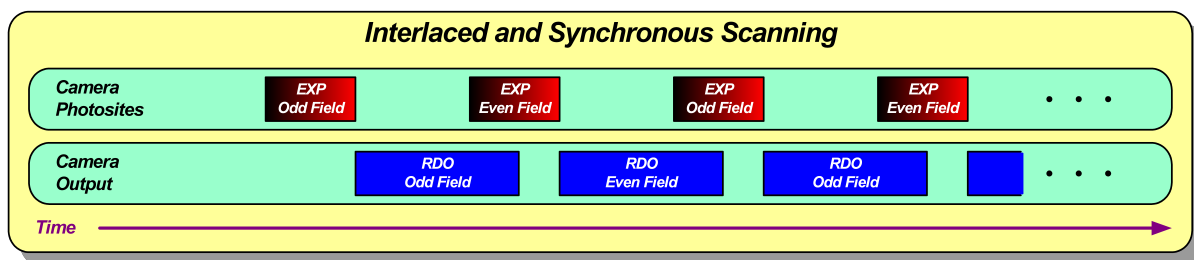 Interlaced and Synchronous Scanning
Camera
Photosites
EXP
Odd Field
EXP
Even Field
EXP
Odd Field
EXP
Even Field
• • •
Camera
Output
RDO
Odd Field
RDO
Even Field
RDO
Odd Field
• • •
Time